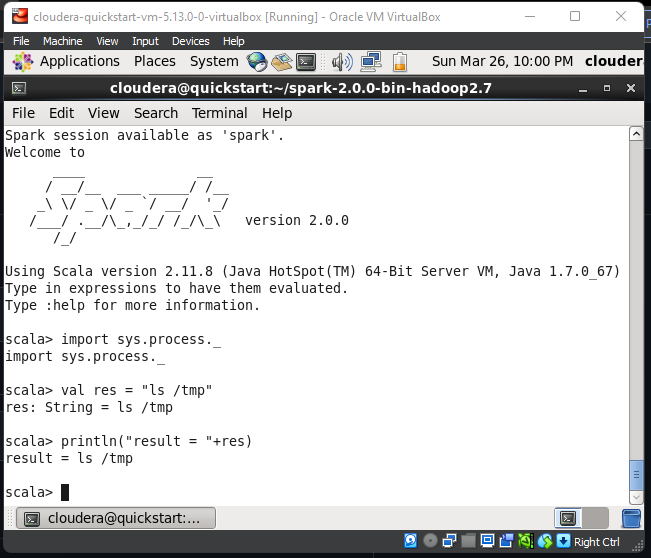 cloudera-quickstart-vm-5.13.0-0-virtualbox [Running] - Oracle VM VirtualBox
File Machine View Input Devices Help
Applications Places System Sun Mar 26, 10:00 PM clouder
cloudera@quickstart:~/spark-2.0.0-bin-hadoop2.7
File Edit View Search Terminal Help
Spark session available as 'spark'.
Welcome to
      ____              __
     / __/__  ___ _____/ /__
    _\ \/ _ \/ _ `/ __/  '_/
   /___/ .__/\_,_/_/ /_/\_\   version 2.0.0
      /_/
Using Scala version 2.11.8 (Java HotSpot(TM) 64-Bit Server VM, Java 1.7.0_67)
Type in expressions to have them evaluated.
Type :help for more information.
scala> import sys.process._
import sys.process._
scala> val res = "ls /tmp"
res: String = ls /tmp
scala> println("result = "+res)
result = ls /tmp
scala>
cloudera@quickstart:...
Right Ctrl